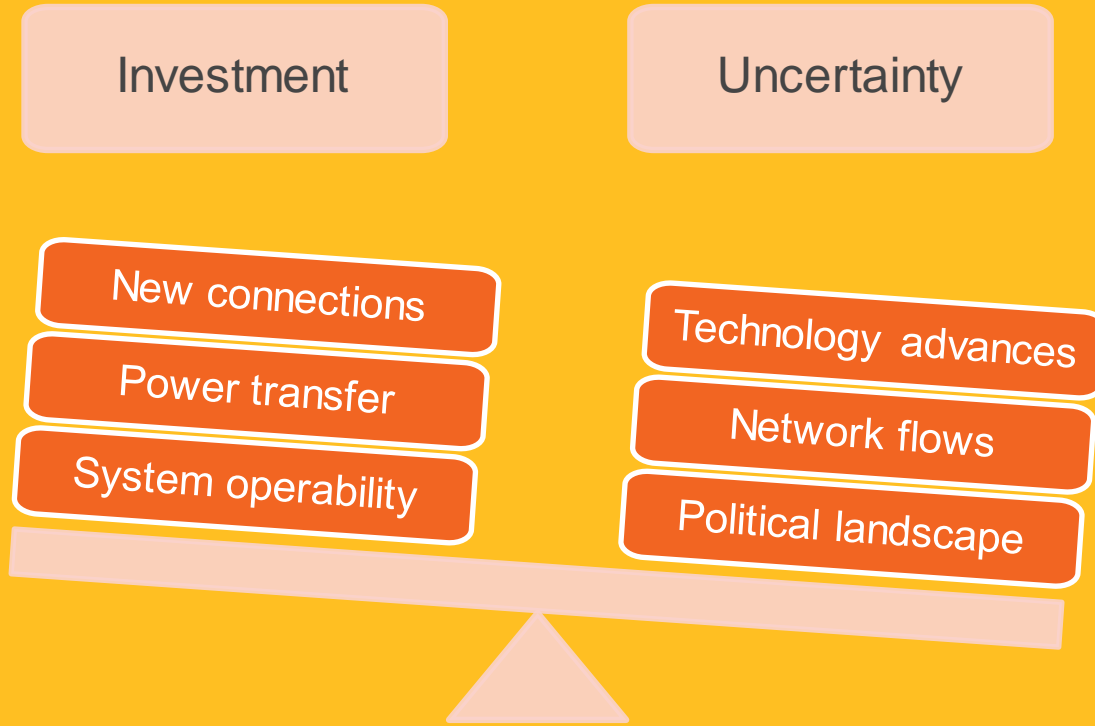 Investment
Uncertainty
New connections
Power transfer
System operability
Technology advances
Network flows
Political landscape